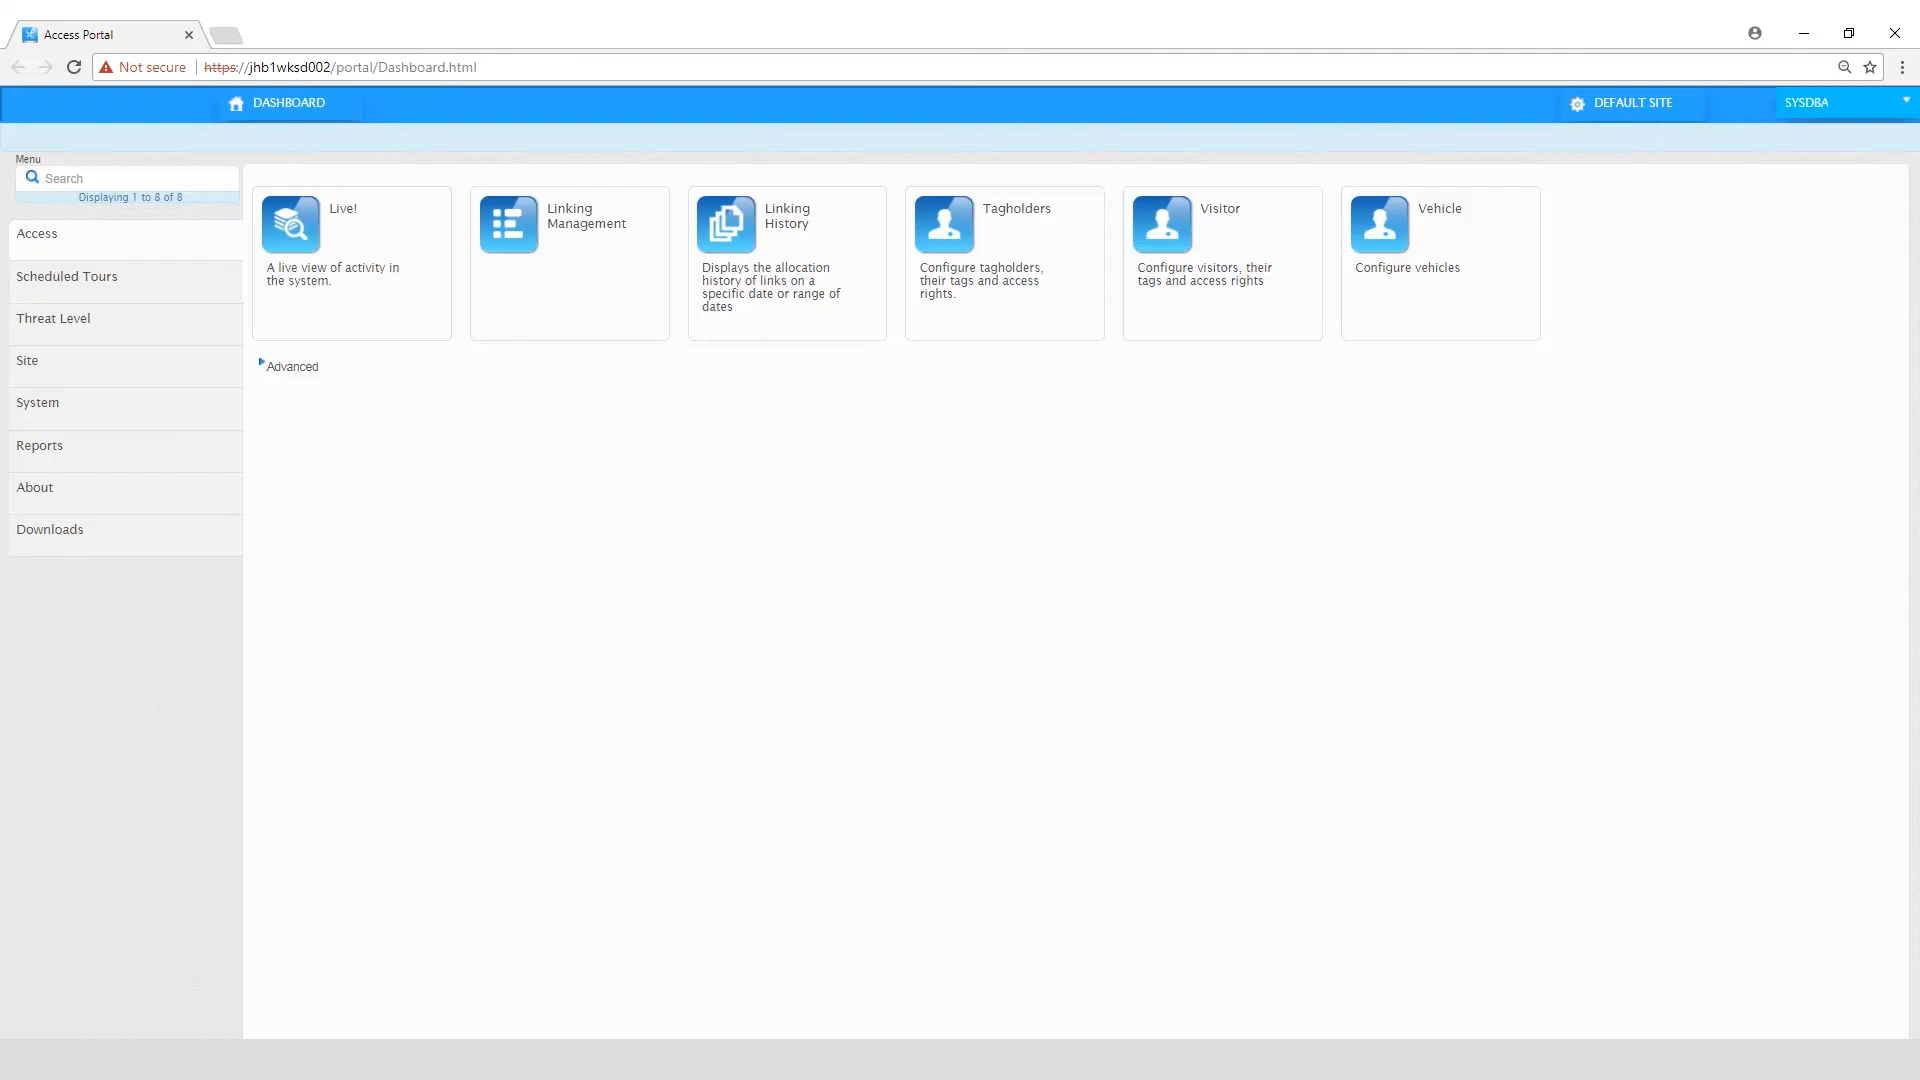 Access Portal
Not secure
https://jhb1wksd002/portal/Dashboard.html
DASHBOARD
DEFAULT SITE
SYSDBA
Menu
Search
Displaying 1 to 8 of 8
Access
Scheduled Tours
Threat Level
Site
System
Reports
About
Downloads
Live!
A live view of activity in
the system.
Linking
Management
Linking
History
Displays the allocation
history of links on a
specific date or range of
dates
Tagholders
Configure tagholders,
their tags and access
rights.
Visitor
Configure visitors, their
tags and access rights
Vehicle
Configure vehicles
Advanced